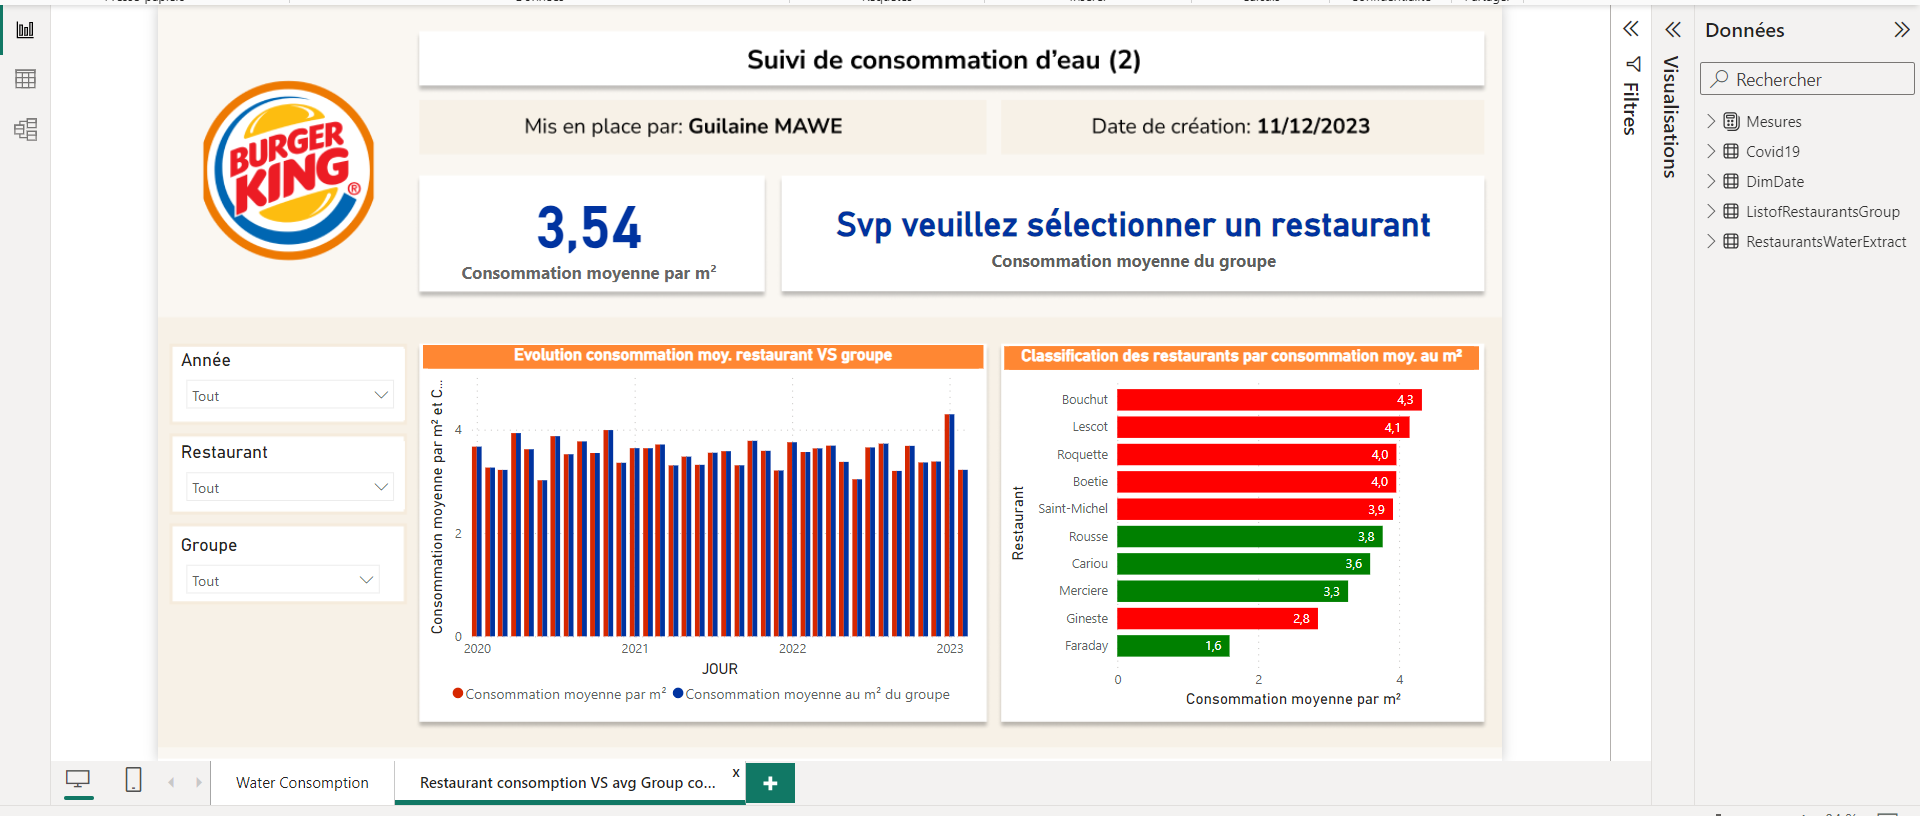 Données
Rechercher
Mesures
Covid19
DimDate
ListofRestaurantsGroup
RestaurantsWaterExtract
Filtres
Visualisations
Suivi de consommation d’eau (2)
BURGER
KING®
Mis en place par: Guilaine MAWE
Date de création: 11/12/2023
3,54
Consommation moyenne par m²
Svp veuillez sélectionner un restaurant
Consommation moyenne du groupe
Année
Tout
Restaurant
Tout
Groupe
Tout
Evolution consommation moy. restaurant VS groupe
Consommation moyenne par m² et C...
4
2
0
2020 2021 2022 2023
JOUR
Consommation moyenne par m² Consommation moyenne au m² du groupe
Classification des restaurants par consommation moy. au m²
Restaurant
Bouchut 4,3
Lescot 4,1
Roquette 4,0
Boetie 4,0
Saint-Michel 3,9
Rousse 3,8
Cariou 3,6
Merciere 3,3
Gineste 2,8
Faraday 1,6
0 2 4
Consommation moyenne par m²
Water Consomption
Restaurant consomption VS avg Group co... x
+